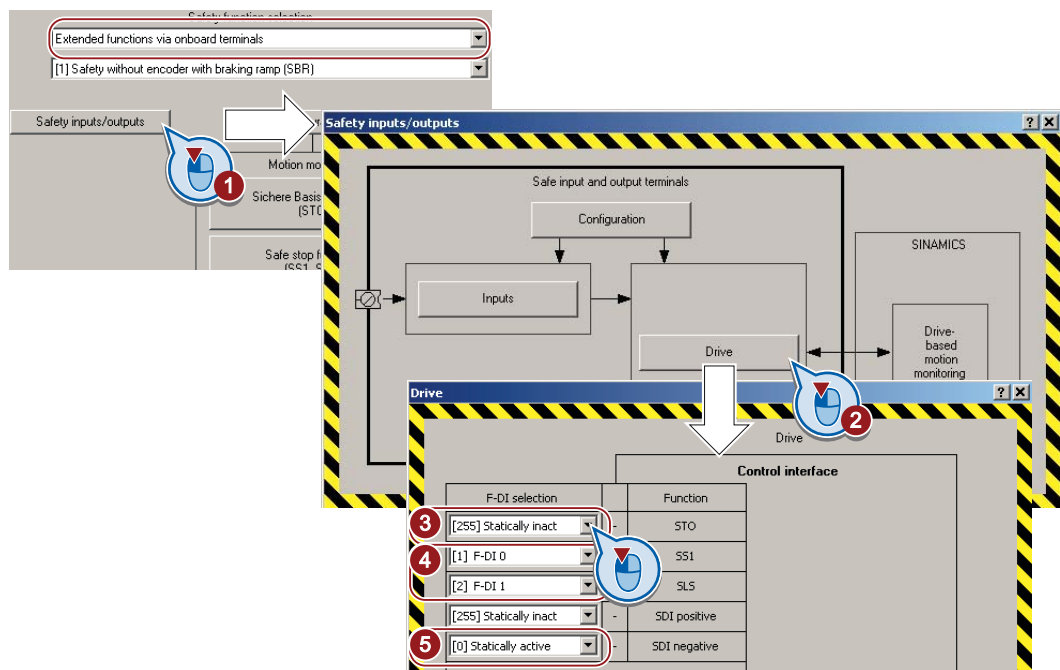 Safety function selection
Extended functions via onboard terminals
[1] Safety without encoder with braking ramp (SBR)
Safety inputs/outputs
1
Motion mo
Sichere Basis
(STO
Safe stop f
(SS1, S
Safety inputs/outputs
Safe input and output terminals
Configuration
Inputs
Drive
SINAMICS
Drive-
based
motion
monitoring
2
Drive
Drive
Control interface
F-DI selection
Function
3
[255] Statically inact
-
STO
4
[1] F-DI 0
SS1
[2] F-DI 1
SLS
[255] Statically inact
-
SDI positive
5
[0] Statically active
-
SDI negative